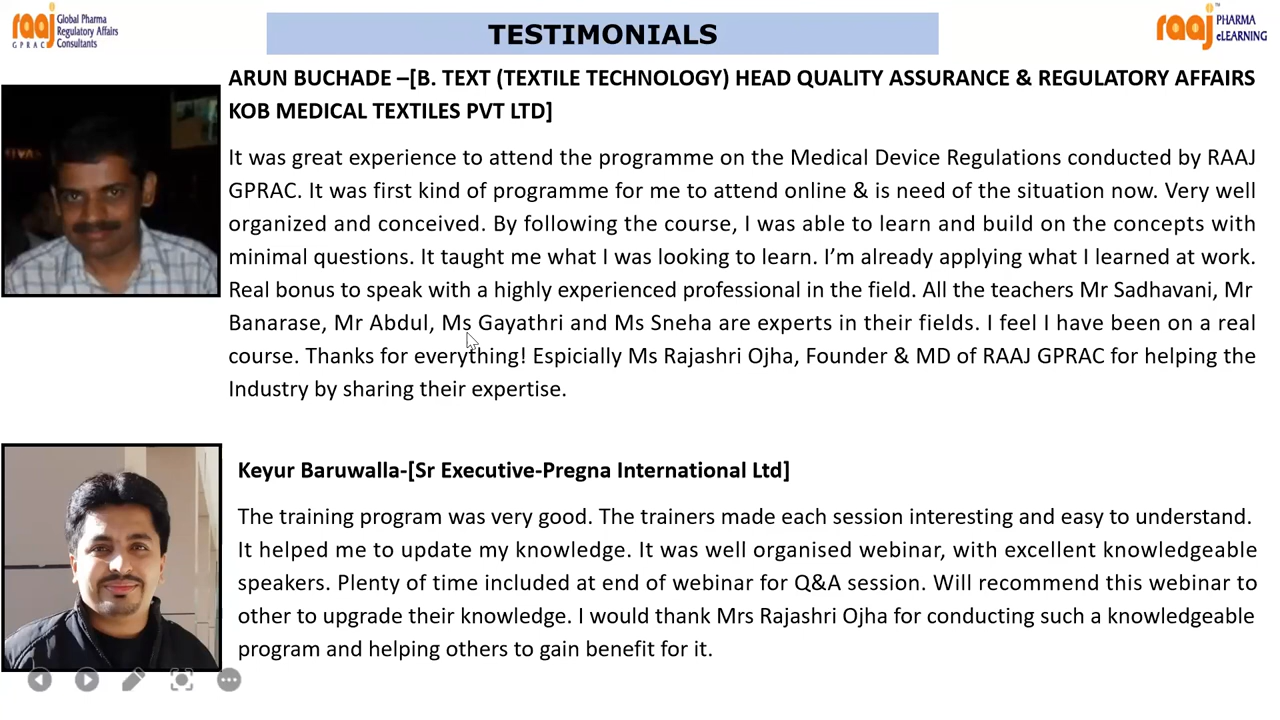 raaj
GPRAC
Global Pharma
Regulatory Affairs
Consultants
TESTIMONIALS
raaj
™
PHARMA
eLEARNING
ARUN BUCHADE –[B. TEXT (TEXTILE TECHNOLOGY) HEAD QUALITY ASSURANCE & REGULATORY AFFAIRS
KOB MEDICAL TEXTILES PVT LTD]
It was great experience to attend the programme on the Medical Device Regulations conducted by RAAJ
GPRAC. It was first kind of programme for me to attend online & is need of the situation now. Very well
organized and conceived. By following the course, I was able to learn and build on the concepts with
minimal questions. It taught me what I was looking to learn. I’m already applying what I learned at work.
Real bonus to speak with a highly experienced professional in the field. All the teachers Mr Sadhavani, Mr
Banarase, Mr Abdul, Ms Gayathri and Ms Sneha are experts in their fields. I feel I have been on a real
course. Thanks for everything! Espicially Ms Rajashri Ojha, Founder & MD of RAAJ GPRAC for helping the
Industry by sharing their expertise.
Keyur Baruwalla-[Sr Executive-Pregna International Ltd]
The training program was very good. The trainers made each session interesting and easy to understand.
It helped me to update my knowledge. It was well organised webinar, with excellent knowledgeable
speakers. Plenty of time included at end of webinar for Q&A session. Will recommend this webinar to
other to upgrade their knowledge. I would thank Mrs Rajashri Ojha for conducting such a knowledgeable
program and helping others to gain benefit for it.